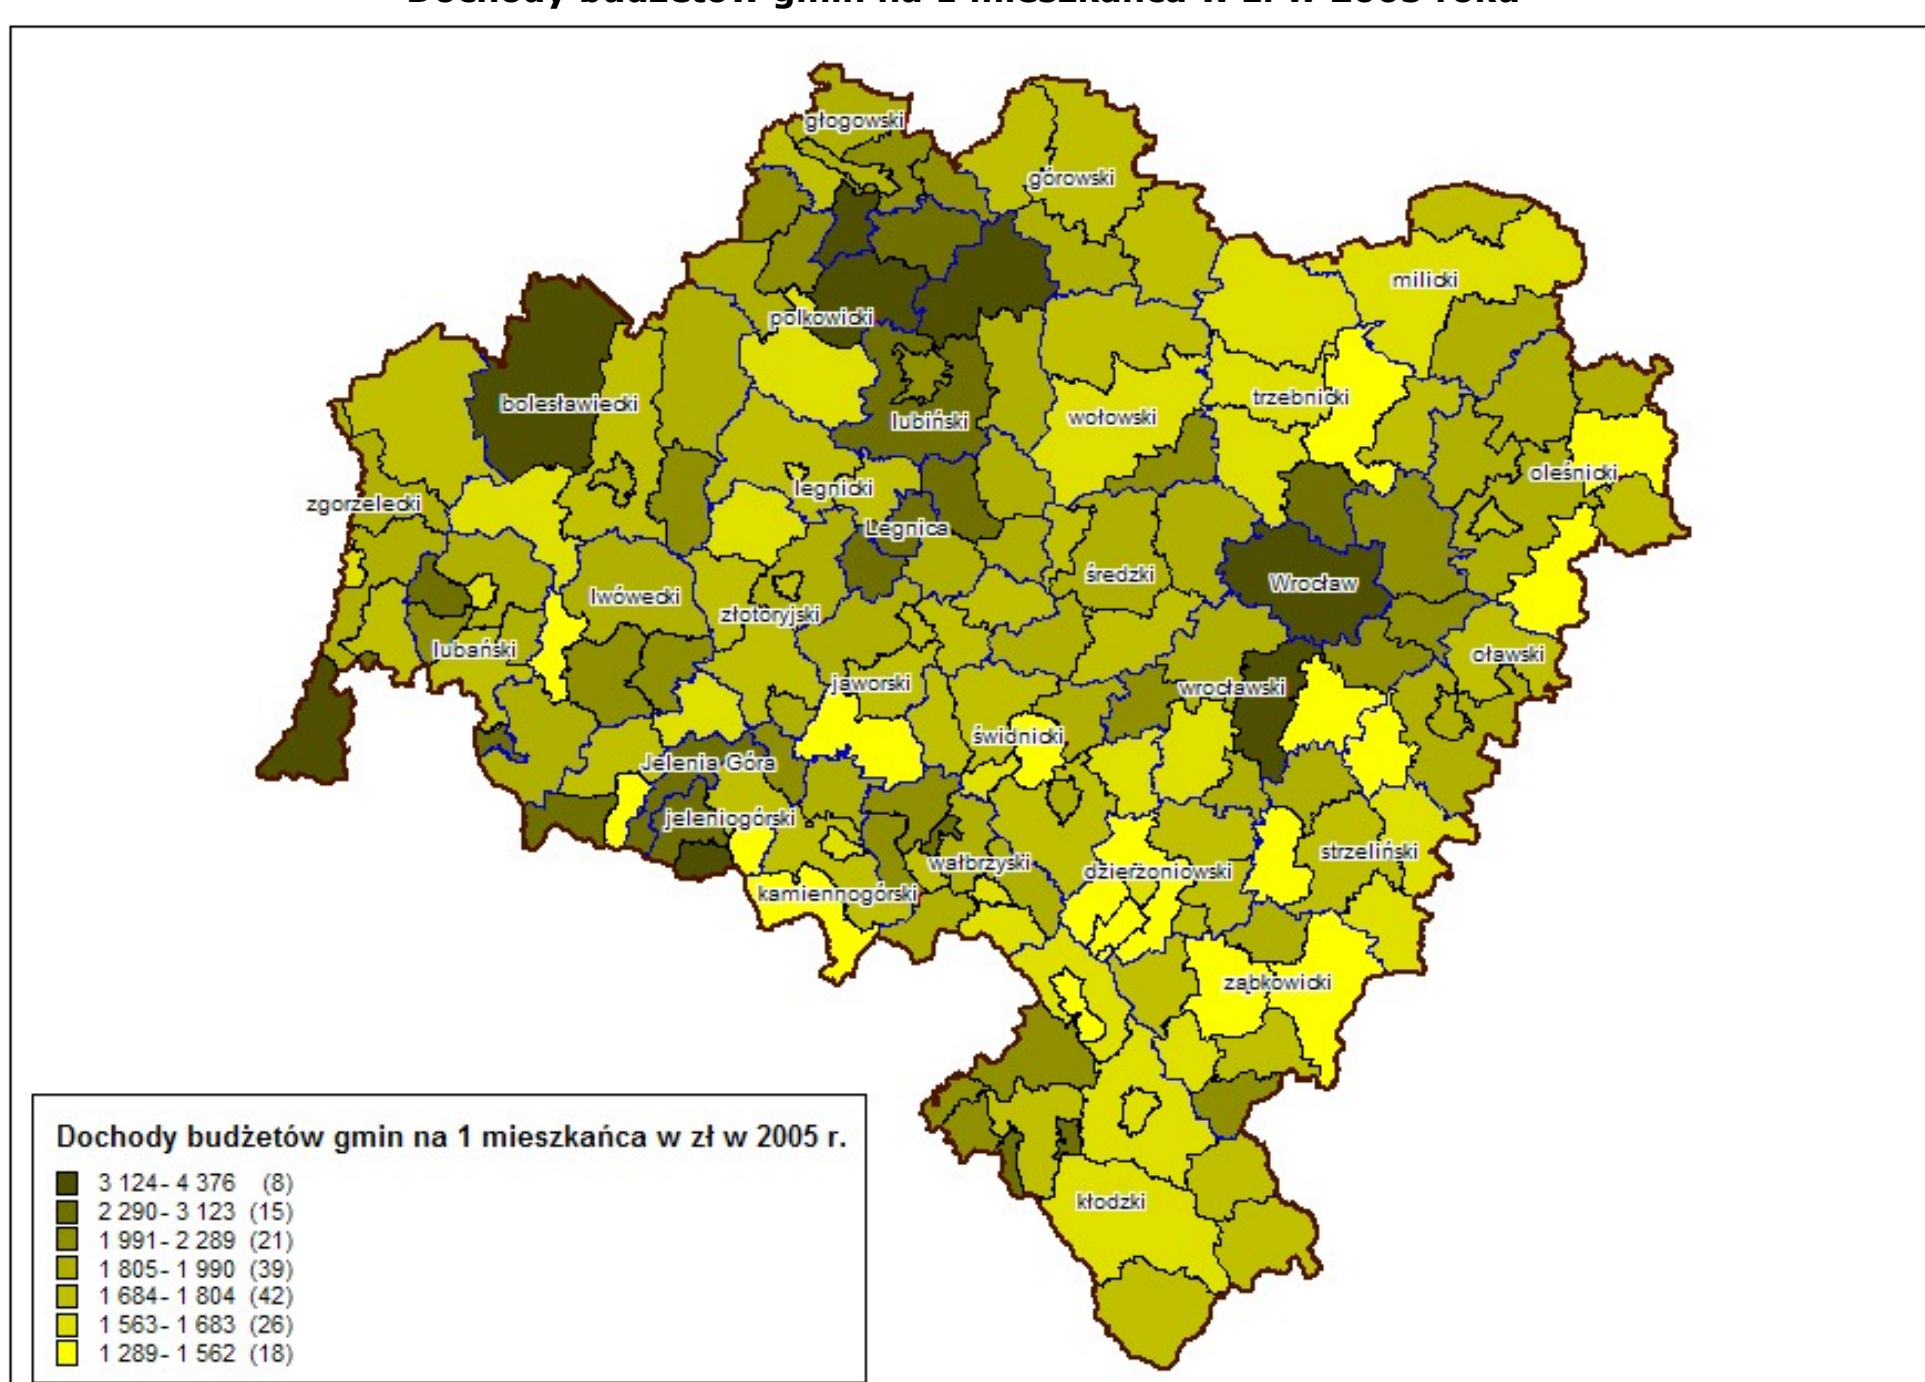 Dochody budżetów gmin na 1 mieszkańca w zł w 2005 roku
głogowski
górowski
milicki
polkowicki
bolesławiecki
trzebnicki
wołowski
lubiński
oleśnicki
legnicki
zgorzelecki
Legnica
średzki
Wrocław
lwówecki
złotoryjski
lubański
oławski
jaworski
wrocławski
świdnicki
Jelenia Góra
jeleniogórski
strzeliński
wałbrzyski
dzierżoniowski
kamiennogórski
ząbkowicki
kłodzki
Dochody budżetów gmin na 1 mieszkańca w zł w 2005 r.
3 124 - 4 376 (8)
2 290 - 3 123 (15)
1 991 - 2 289 (21)
1 805 - 1 990 (39)
1 684 - 1 804 (42)
1 563 - 1 683 (26)
1 289 - 1 562 (18)